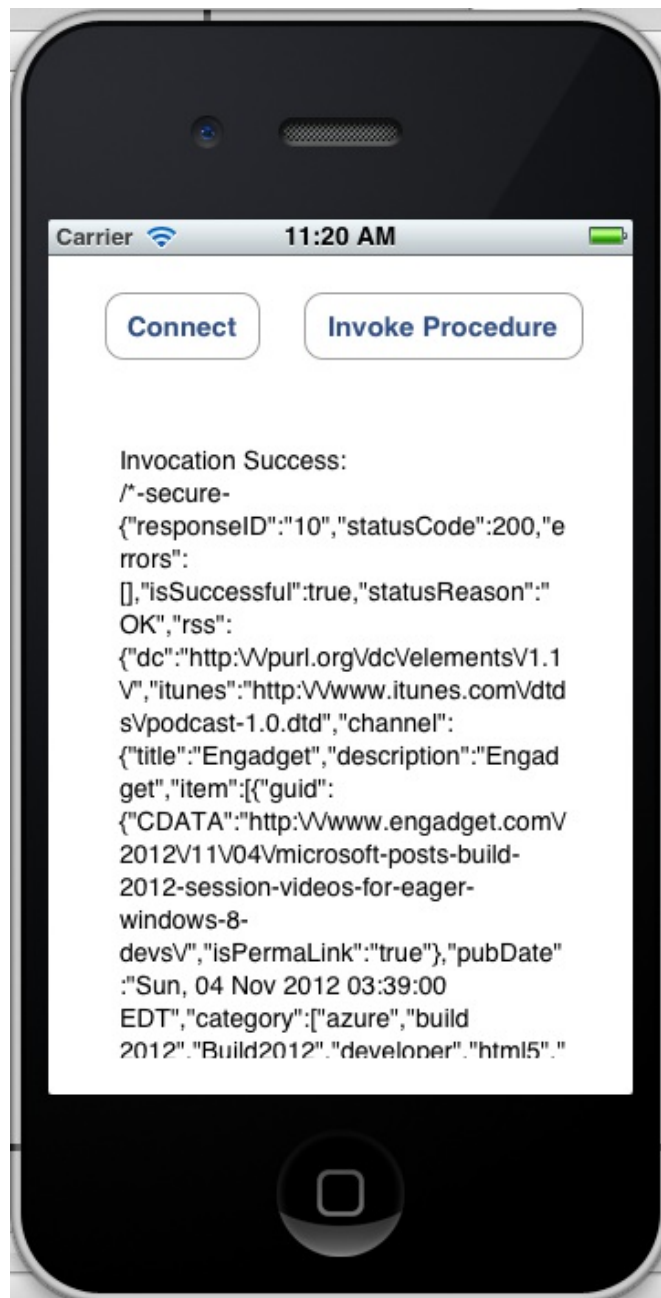 Carrier 11:20 AM
Connect Invoke Procedure
Invocation Success:
/*-secure-
{"responseID":"10","statusCode":200,"e
rrors":
[],"isSuccessful":true,"statusReason":"
OK","rss":
{"dc":"http:\/\/purl.org\/dc\/elements\/1.1
\/","itunes":"http:\/\/www.itunes.com\/dtd
s\/podcast-1.0.dtd","channel":
{"title":"Engadget","description":"Engad
get","item":[{"guid":
{"CDATA":"http:\/\/www.engadget.com\/
2012\/11\/04\/microsoft-posts-build-
2012-session-videos-for-eager-
windows-8-
devs\/","isPermaLink":"true"},"pubDate"
:"Sun, 04 Nov 2012 03:39:00
EDT","category":["azure","build
2012","Build2012","developer","html5","